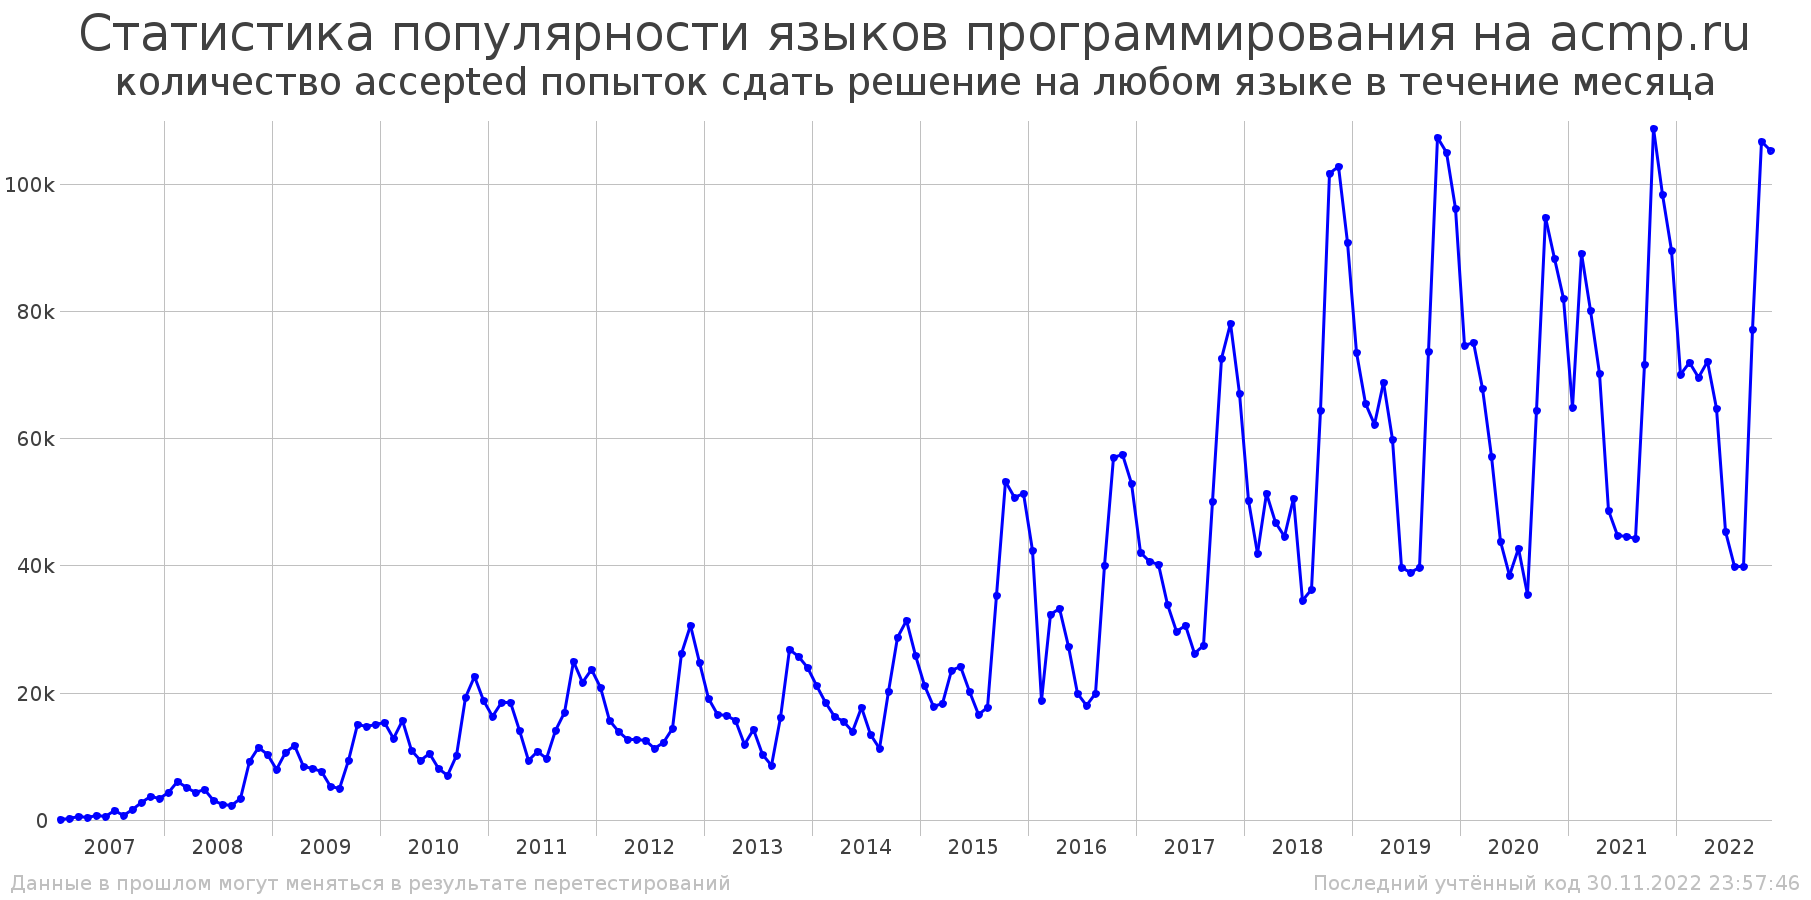 Статистика популярности языков программирования на acmp.ru
количество accepted попыток сдать решение на любом языке в течение месяца
100k
80k
60k
40k
20k
0
2007 2008 2009 2010 2011 2012 2013 2014 2015 2016 2017 2018 2019 2020 2021 2022
Данные в прошлом могут меняться в результате перетестирований
Последний учтённый код 30.11.2022 23:57:46